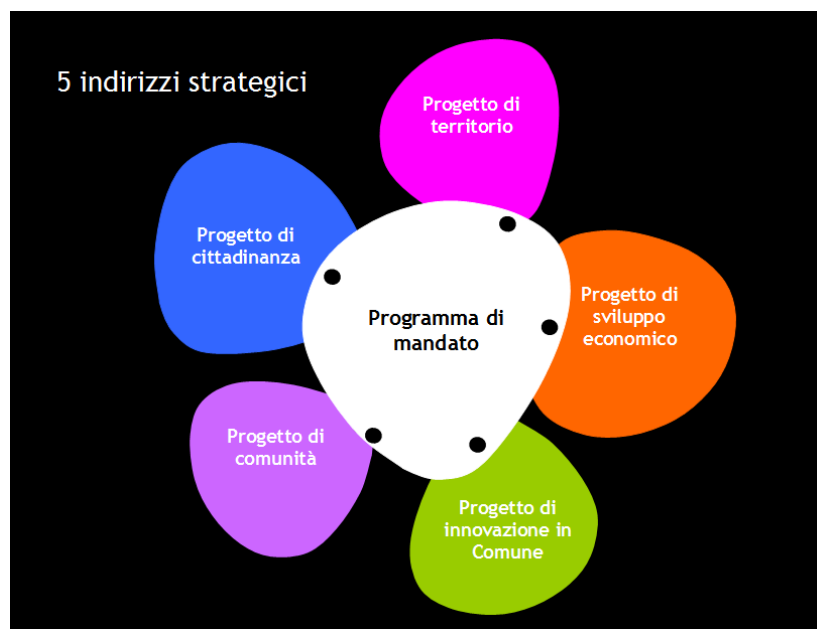 5 indirizzi strategici
Progetto di
territorio
Progetto di
cittadinanza
Progetto di
sviluppo
economico
Programma di
mandato
Progetto di
comunità
Progetto di
innovazione in
Comune